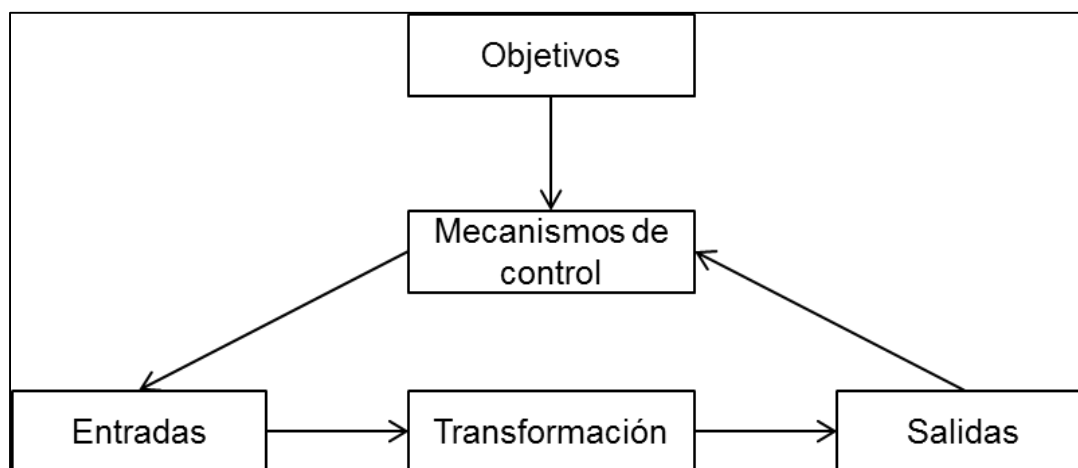 Objetivos
Mecanismos de
control
Entradas
Transformación
Salidas